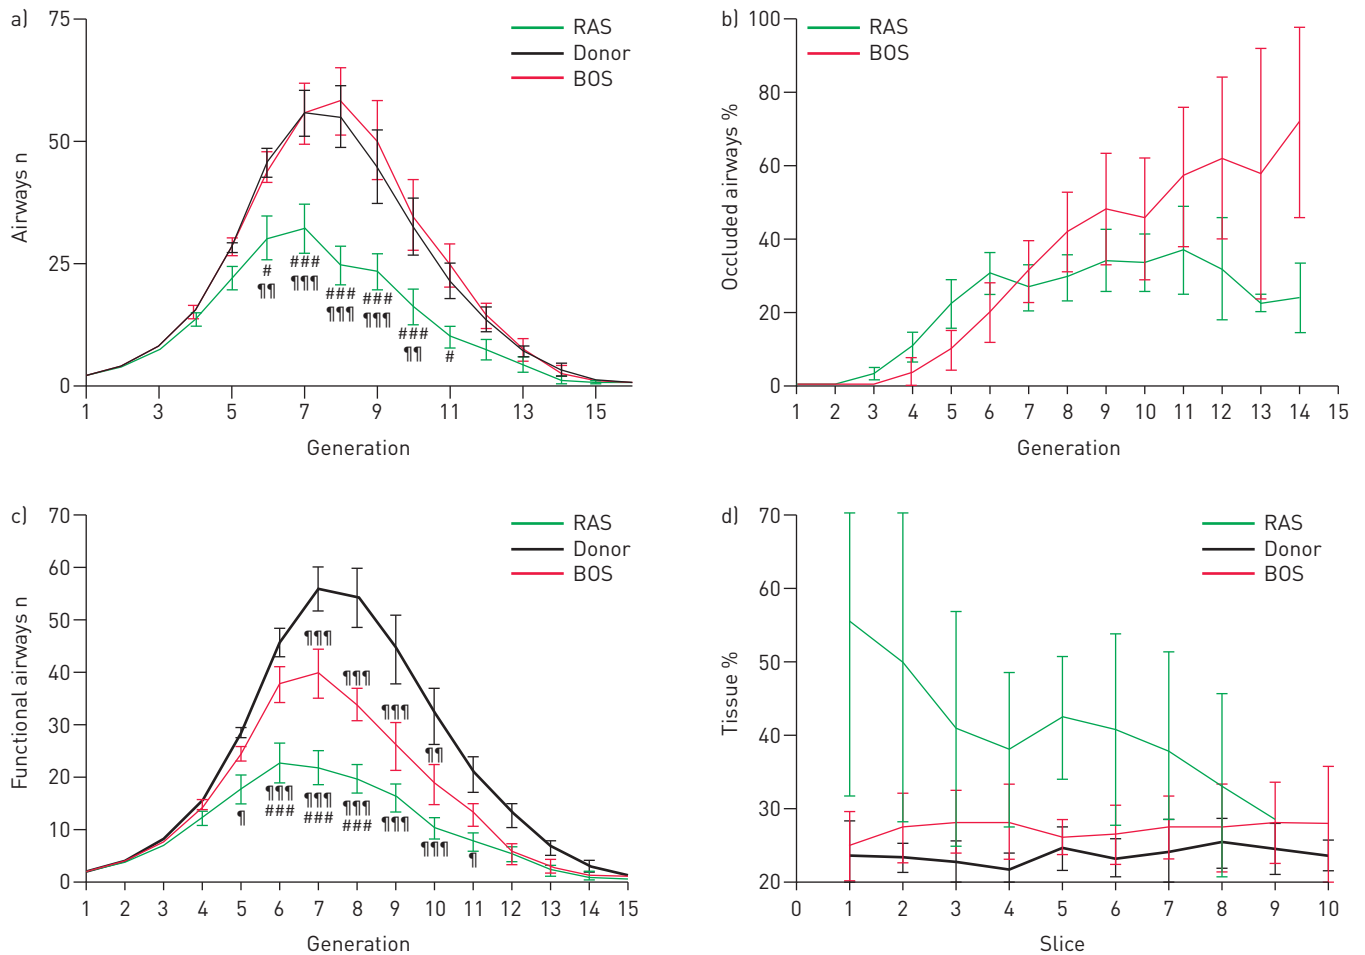 a)
75
50
25
0
Airways n
1 3 5 7 9 11 13 15
Generation
RAS
Donor
BOS
#
¶¶
###
¶¶¶
###
¶¶¶
###
¶¶¶
###
¶¶
#
b)
100
80
60
40
20
0
Occluded airways %
1 2 3 4 5 6 7 8 9 10 11 12 13 14 15
Generation
RAS
BOS
c)
70
60
50
40
30
20
10
0
Functional airways n
1 2 3 4 5 6 7 8 9 10 11 12 13 14 15
Generation
RAS
Donor
BOS
¶¶¶
¶¶¶
¶¶¶
¶¶
¶
¶¶¶
###
¶¶¶
###
¶¶¶
###
¶¶¶
¶¶¶
¶
d)
70
60
50
40
30
20
Tissue %
0 1 2 3 4 5 6 7 8 9 10
Slice
RAS
Donor
BOS